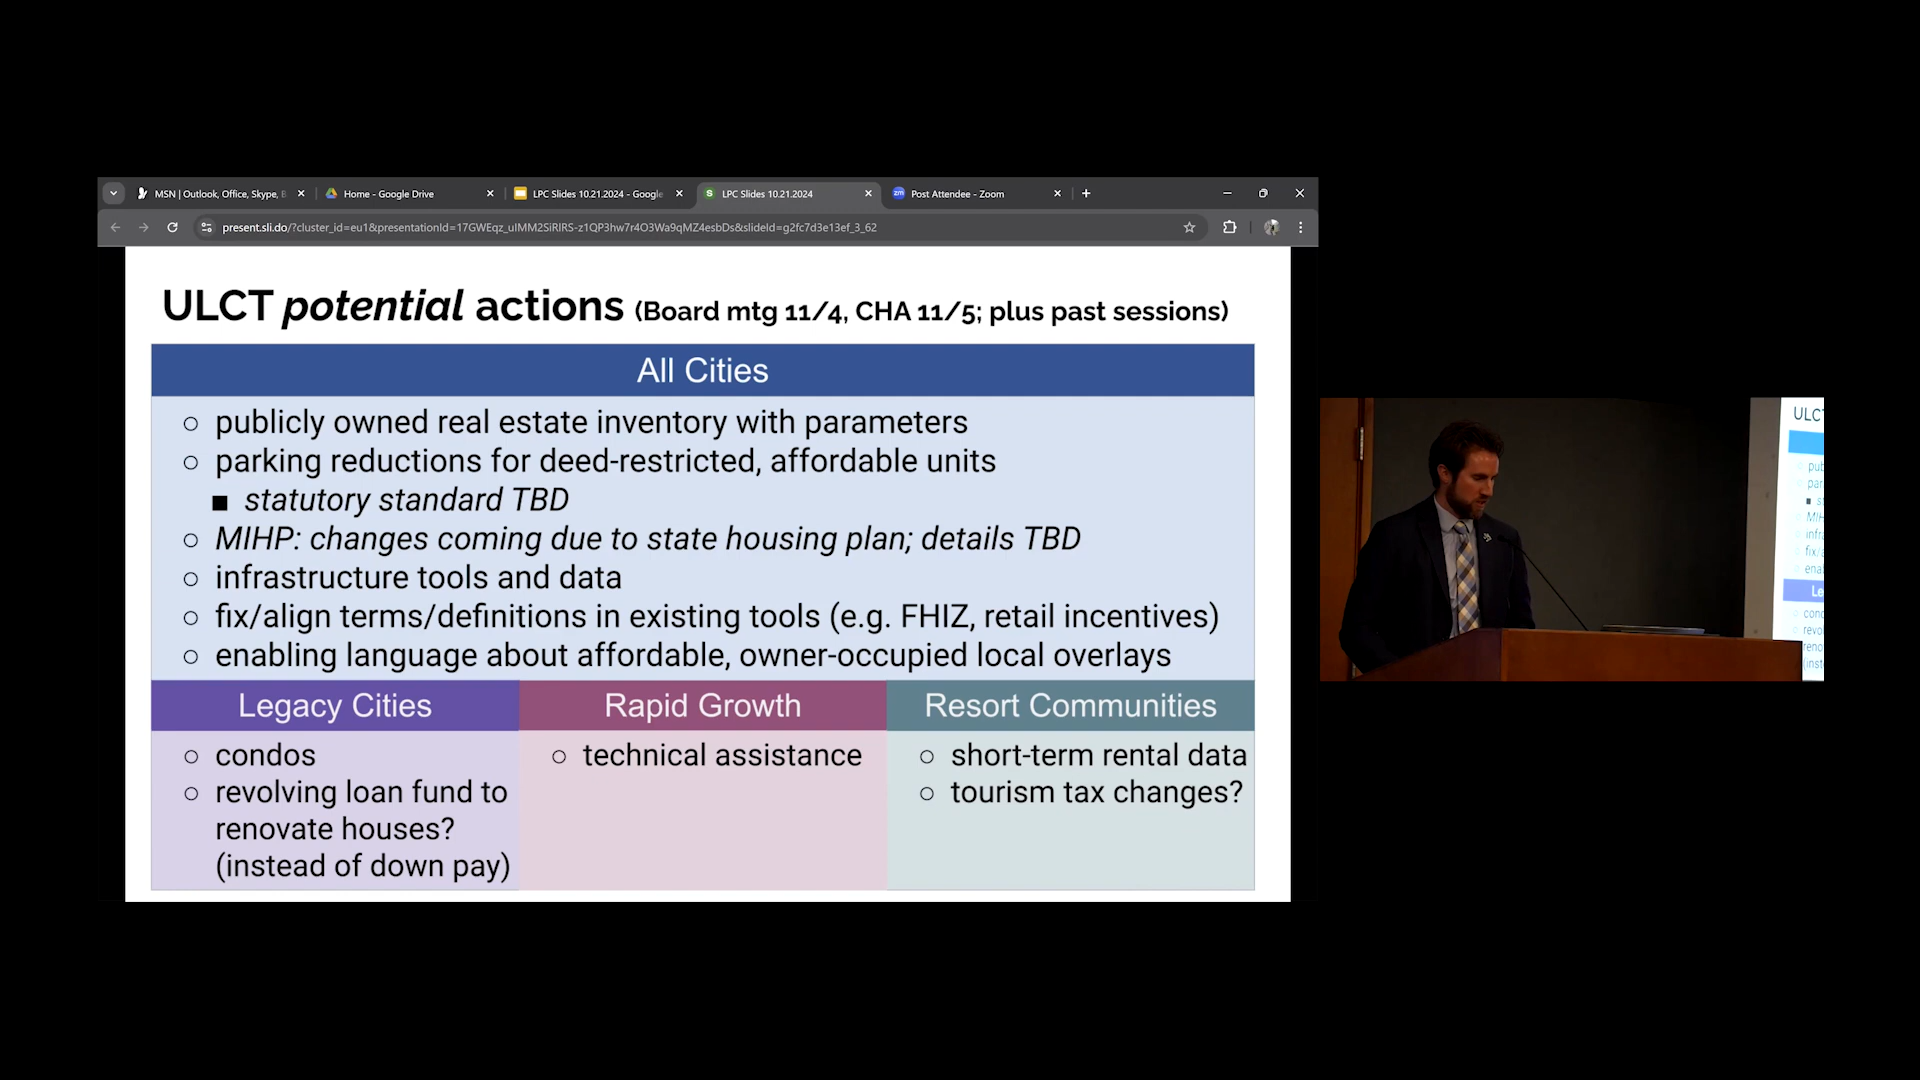 MSN | Outlook, Office, Skype,
Home - Google Drive
LPC Slides 10.21.2024 - Google
LPC Slides 10.21.2024
zm
Post Attendee - Zoom
present.sli.do/?cluster_id=eu1&presentationId=17GWEqz_uIMM2SiRIRS-z1QP3hw7r4O3Wa9qMZ4esbDs&slideId=g2fc7d3e13ef_3_62
ULCT potential actions (Board mtg 11/4, CHA 11/5; plus past sessions)
All Cities
○ publicly owned real estate inventory with parameters
○ parking reductions for deed-restricted, affordable units
■ statutory standard TBD
○ MIHP: changes coming due to state housing plan; details TBD
○ infrastructure tools and data
○ fix/align terms/definitions in existing tools (e.g. FHIZ, retail incentives)
○ enabling language about affordable, owner-occupied local overlays
Legacy Cities
○ condos
○ revolving loan fund to
renovate houses?
(instead of down pay)
Rapid Growth
○ technical assistance
Resort Communities
○ short-term rental data
○ tourism tax changes?